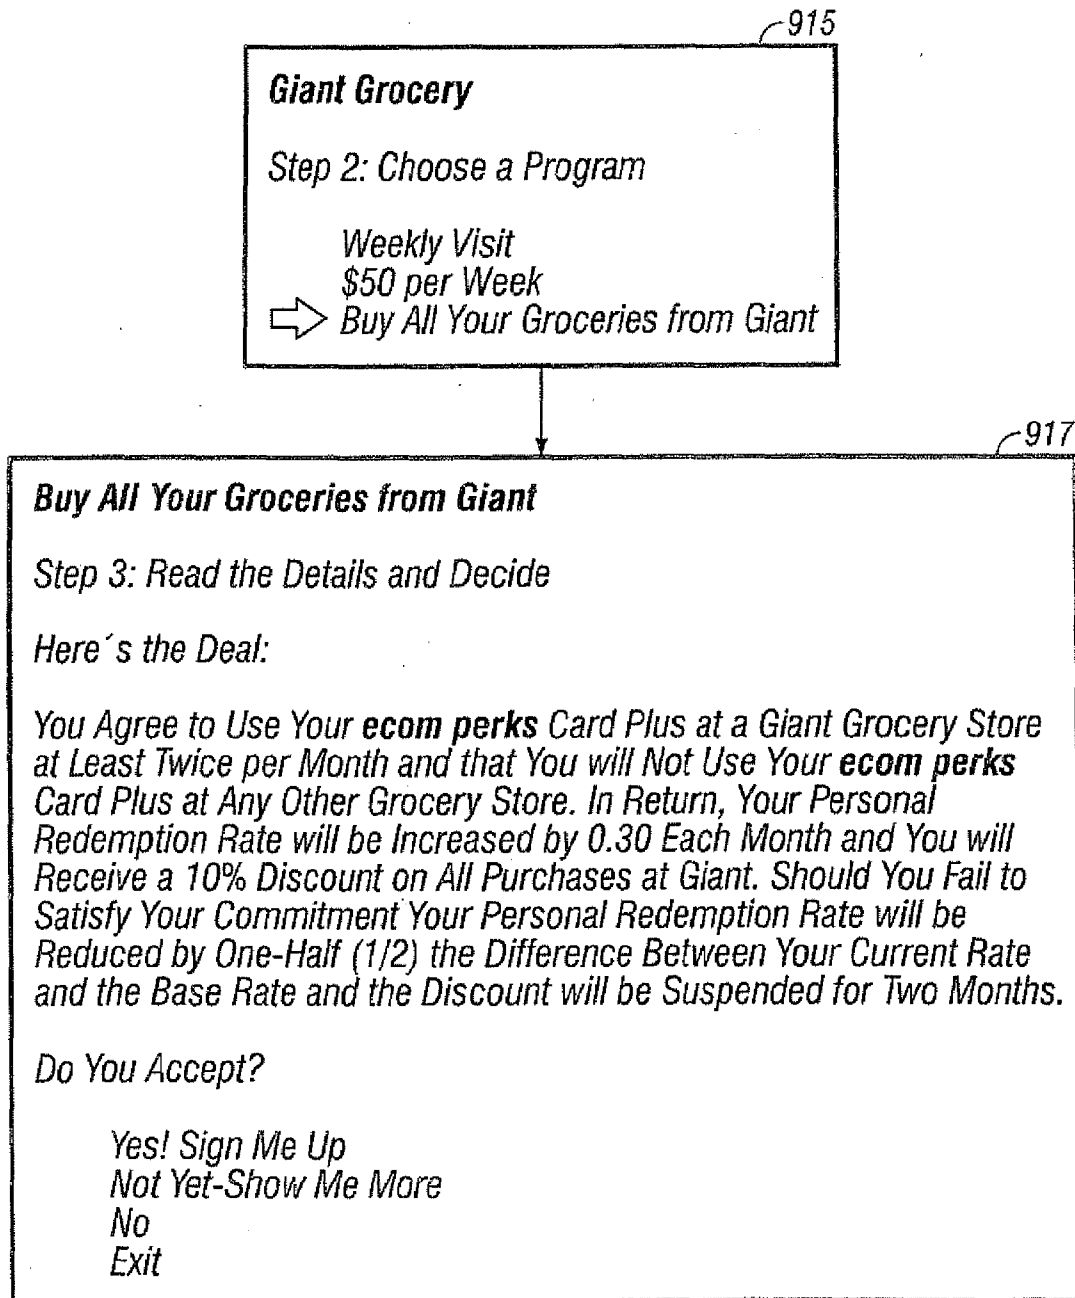 915
Giant Grocery
Step 2: Choose a Program
Weekly Visit
$50 per Week
Buy All Your Groceries from Giant
917
Buy All Your Groceries from Giant
Step 3: Read the Details and Decide
Here´s the Deal:
You Agree to Use Your ecom perks Card Plus at a Giant Grocery Store
at Least Twice per Month and that You will Not Use Your ecom perks
Card Plus at Any Other Grocery Store. In Return, Your Personal
Redemption Rate will be Increased by 0.30 Each Month and You will
Receive a 10% Discount on All Purchases at Giant. Should You Fail to
Satisfy Your Commitment Your Personal Redemption Rate will be
Reduced by One-Half (1/2) the Difference Between Your Current Rate
and the Base Rate and the Discount will be Suspended for Two Months.
Do You Accept?
Yes! Sign Me Up
Not Yet-Show Me More
No
Exit